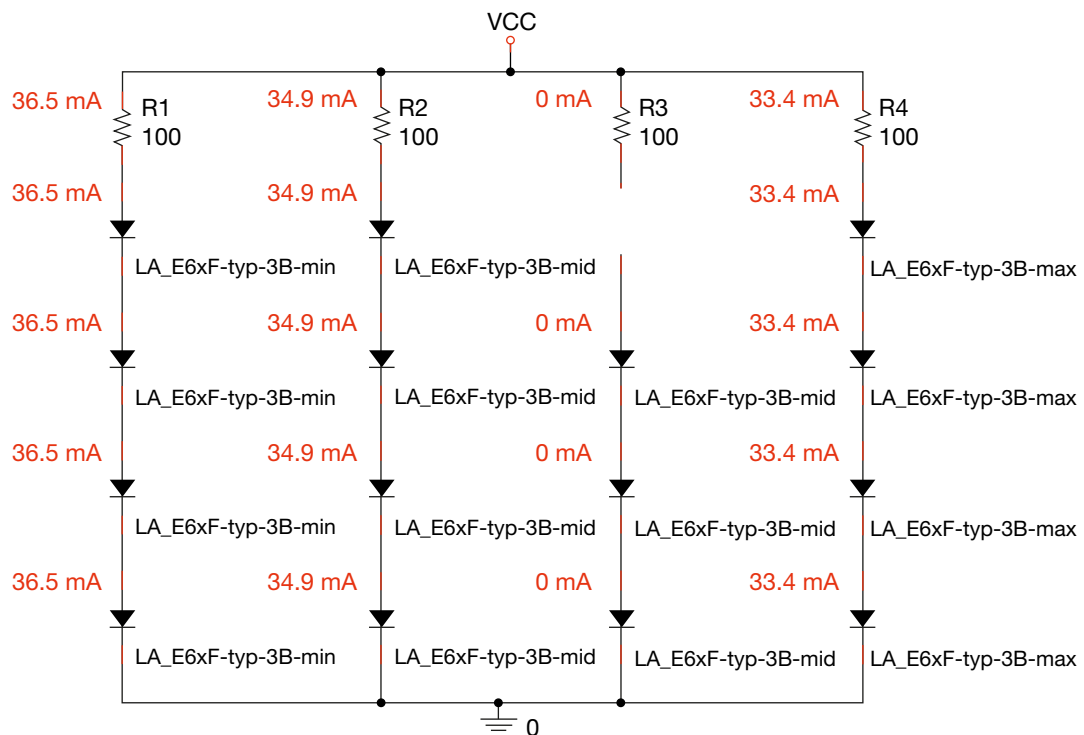 VCC
36.5 mA
R1
100
34.9 mA
R2
100
0 mA
R3
100
33.4 mA
R4
100
36.5 mA
34.9 mA
33.4 mA
LA_E6xF-typ-3B-min
LA_E6xF-typ-3B-mid
LA_E6xF-typ-3B-max
36.5 mA
34.9 mA
0 mA
33.4 mA
LA_E6xF-typ-3B-min
LA_E6xF-typ-3B-mid
LA_E6xF-typ-3B-mid
LA_E6xF-typ-3B-max
36.5 mA
34.9 mA
0 mA
33.4 mA
LA_E6xF-typ-3B-min
LA_E6xF-typ-3B-mid
LA_E6xF-typ-3B-mid
LA_E6xF-typ-3B-max
36.5 mA
34.9 mA
0 mA
33.4 mA
LA_E6xF-typ-3B-min
LA_E6xF-typ-3B-mid
LA_E6xF-typ-3B-mid
LA_E6xF-typ-3B-max
0